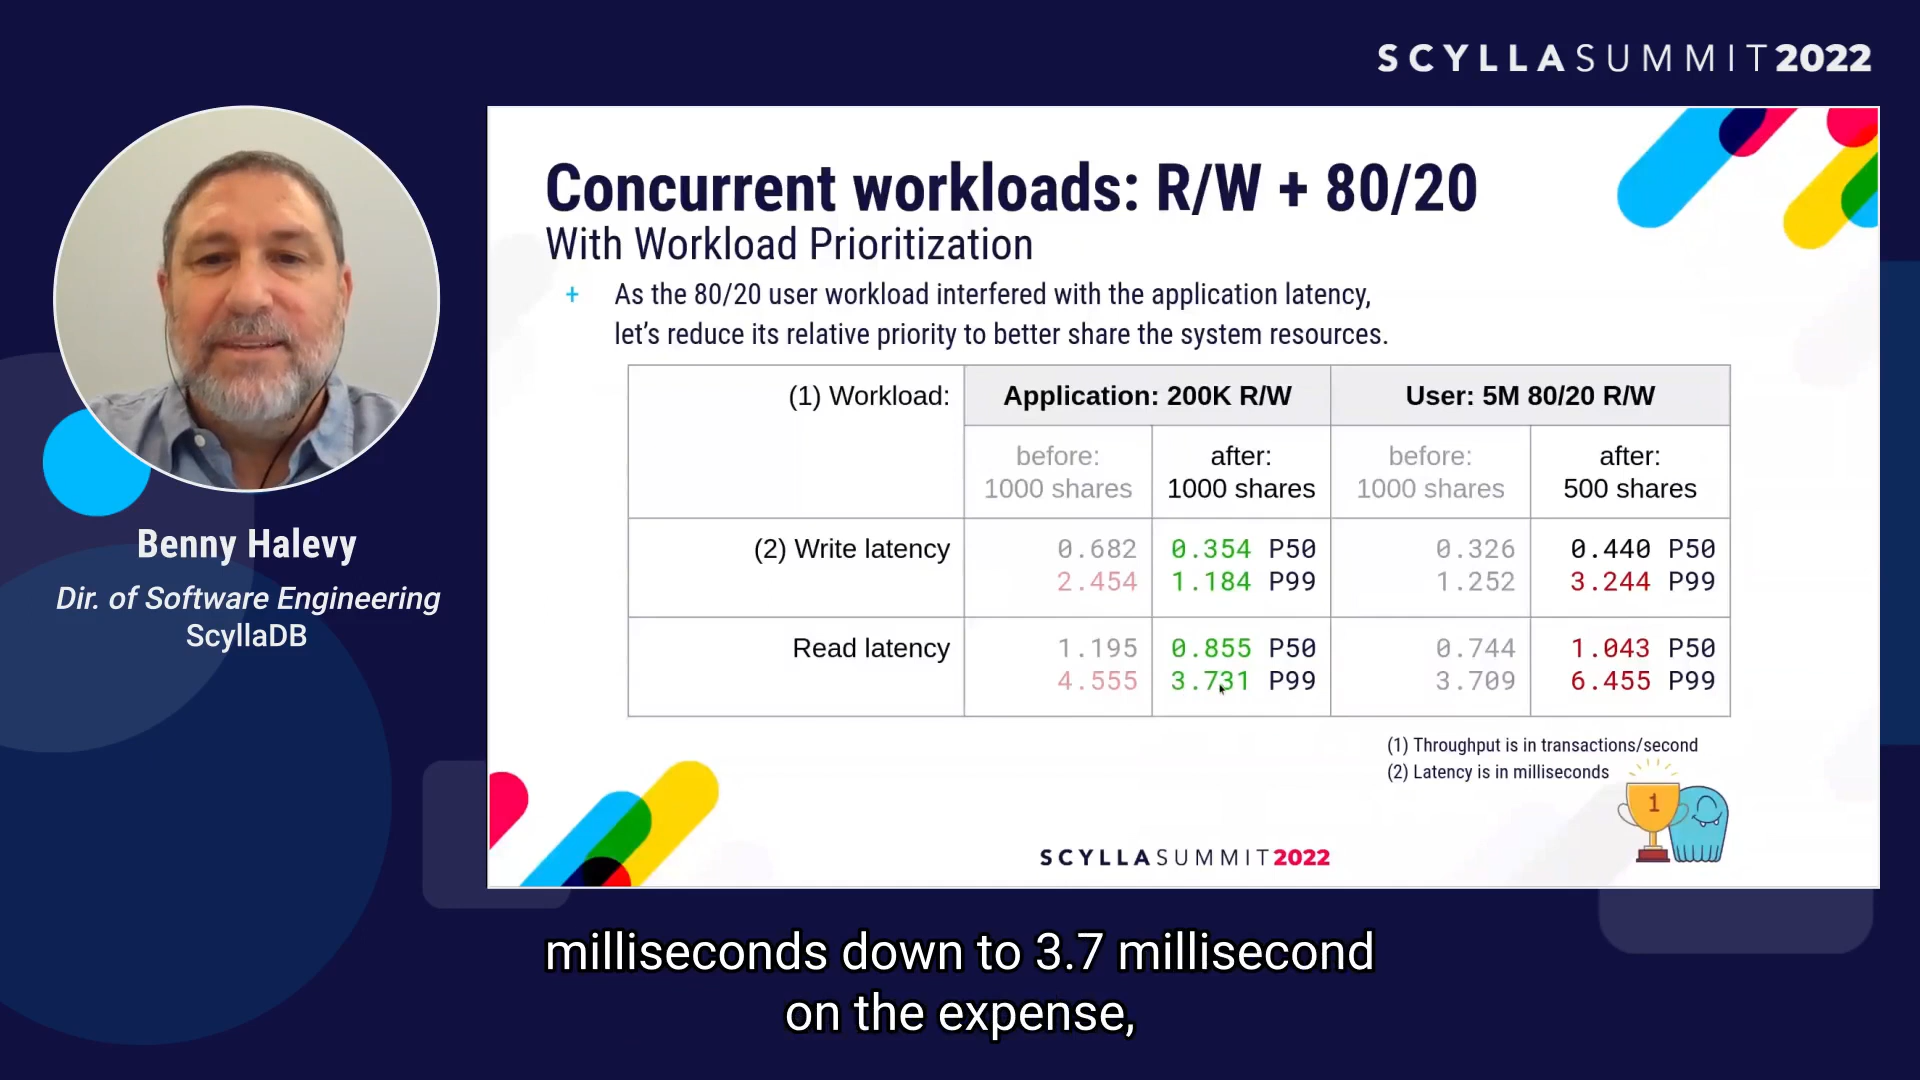 SCYLLASUMMIT2022
Concurrent workloads: R/W + 80/20
With Workload Prioritization
+ As the 80/20 user workload interfered with the application latency,
let's reduce its relative priority to better share the system resources.
(1) Workload: Application: 200K R/W User: 5M 80/20 R/W
before: after: before: after:
1000 shares 1000 shares 1000 shares 500 shares
(2) Write latency 0.682 0.354 P50 0.326 0.440 P50
2.454 1.184 P99 1.252 3.244 P99
Read latency 1.195 0.855 P50 0.744 1.043 P50
4.555 3.731 P99 3.709 6.455 P99
(1) Throughput is in transactions/second
(2) Latency is in milliseconds
1
SCYLLASUMMIT2022
Benny Halevy
Dir. of Software Engineering
ScyllaDB
milliseconds down to 3.7 millisecond
on the expense,